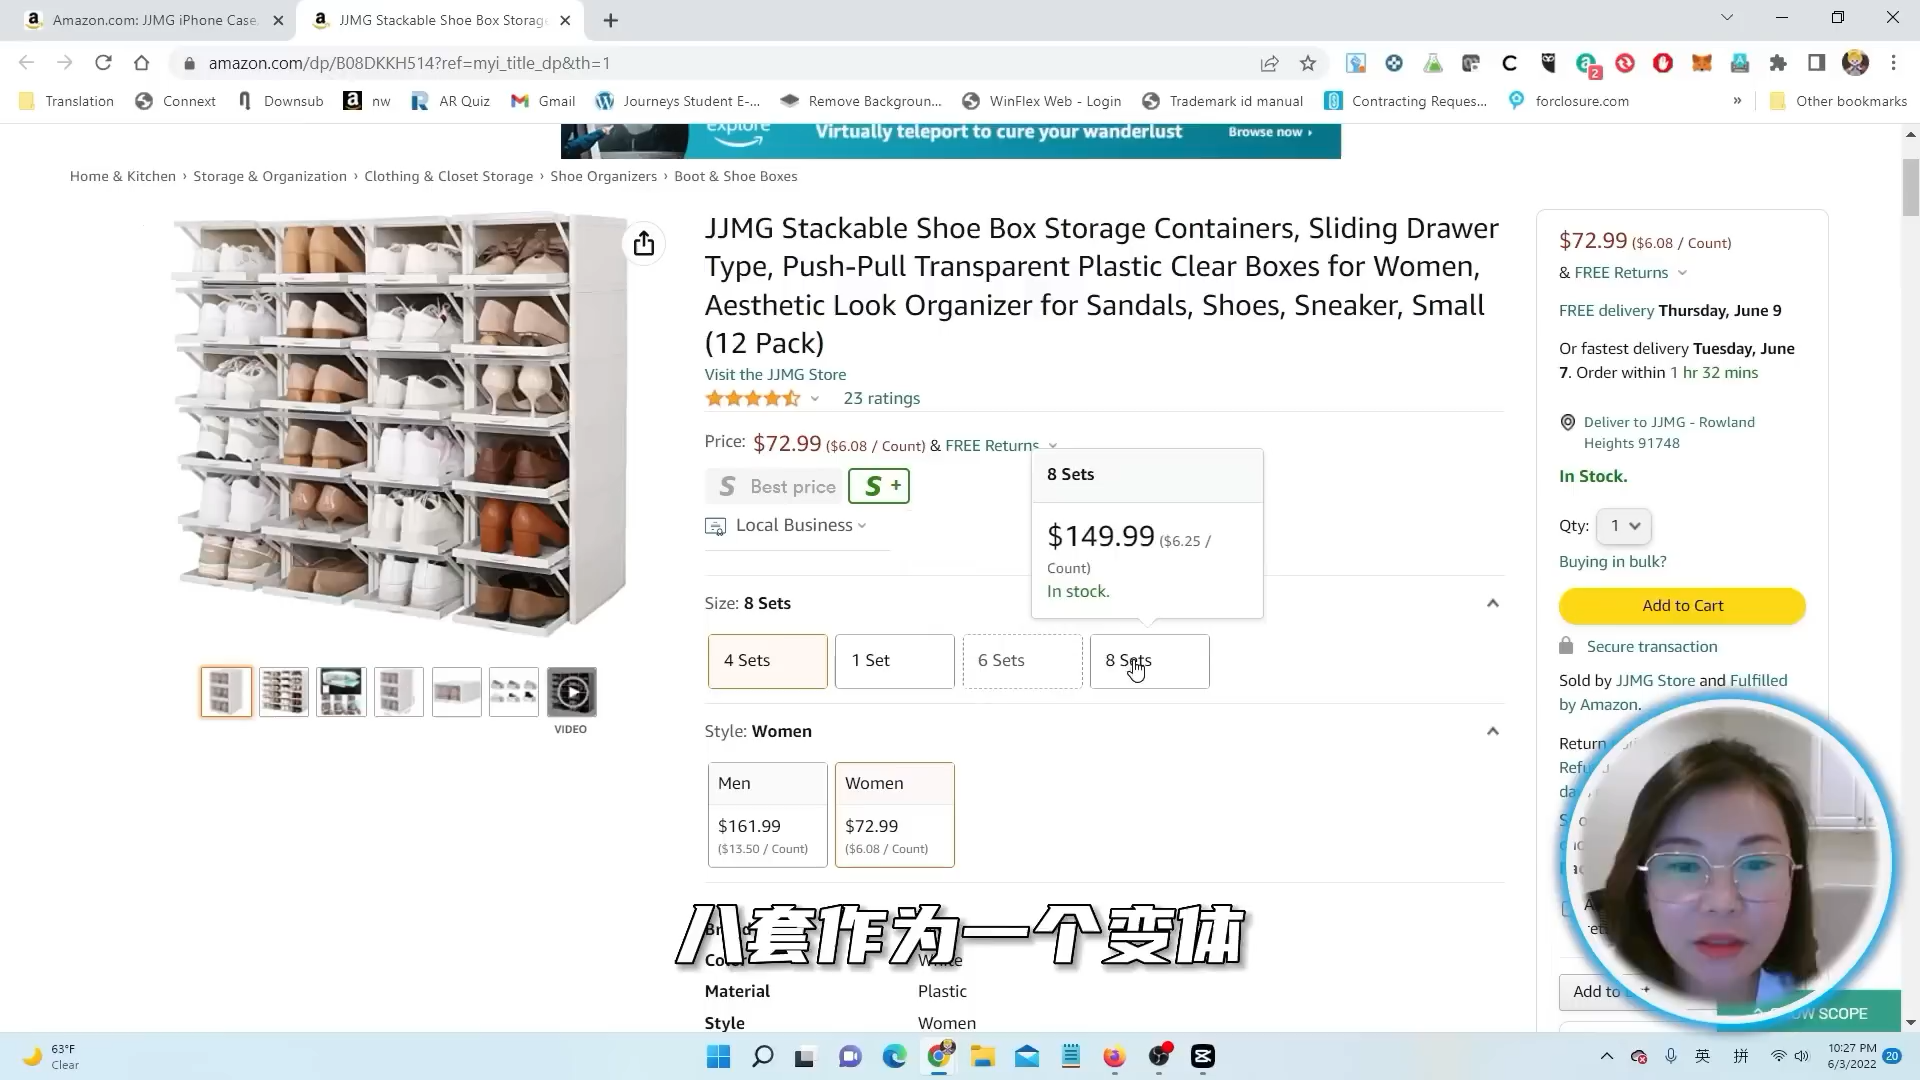 Amazon.com: JJMG iPhone Case
JJMG Stackable Shoe Box Storag
amazon.com/dp/B08DKKH514?ref=myi_title_dp&th=1
2
Translation
Connect
Downsub
nw
AR Quiz
Gmail
Journeys Student E-...
Remove Backgroun...
WinFlex Web - Login
Trademark id manual
Contracting Reques...
forclosure.com
»
Other bookmarks
explore
Virtually teleport to cure your wanderlust
Browse now ›
Home & Kitchen › Storage & Organization › Clothing & Closet Storage › Shoe Organizers › Boot & Shoe Boxes
JJMG Stackable Shoe Box Storage Containers, Sliding Drawer
Type, Push-Pull Transparent Plastic Clear Boxes for Women,
Aesthetic Look Organizer for Sandals, Shoes, Sneaker, Small
(12 Pack)
Visit the JJMG Store
23 ratings
Price: $72.99 ($6.08 / Count) & FREE Returns
S Best price
S +
Local Business
8 Sets
$149.99 ($6.25 /
Count)
In stock.
Size: 8 Sets
4 Sets
1 Set
6 Sets
8 Sets
VIDEO
Style: Women
Men
$161.99
($13.50 / Count)
Women
$72.99
($6.08 / Count)
八套作为一个变体
White
Material Plastic
Style Women
$72.99 ($6.08 / Count)
& FREE Returns
FREE delivery Thursday, June 9
Or fastest delivery Tuesday, June
7. Order within 1 hr 32 mins
Deliver to JJMG - Rowland
Heights 91748
In Stock.
Qty: 1
Buying in bulk?
Add to Cart
Secure transaction
Sold by JJMG Store and Fulfilled
by Amazon.
Return
Add to
SCOPE
63°F
Clear
英
拼
10:27 PM
6/3/2022
20